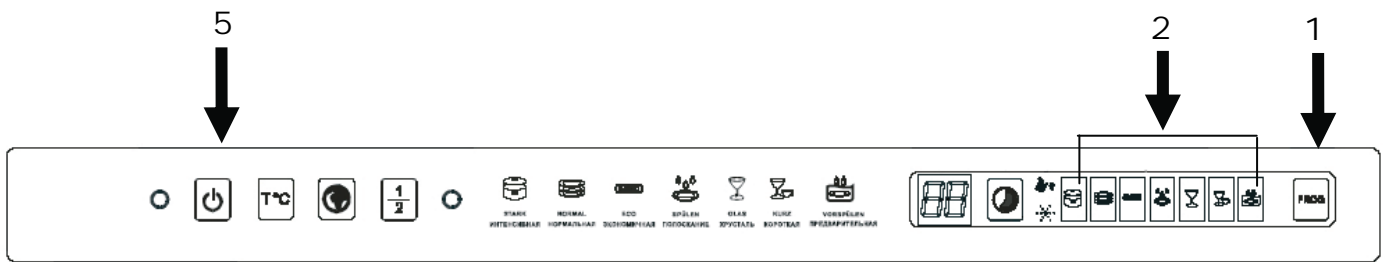 5
2
1
T°C
1
2
STARK NORMAL ECO SPÜLEN GLAS KURZ VORSPÜLEN
ИНТЕНСИВНАЯ НОРМАЛЬНАЯ ЭКОНОМИЧНАЯ ПОЛОСКАНИЕ ХРУСТАЛЬ КОРОТКАЯ ПРЕДВАРИТЕЛЬНАЯ
88
PROG